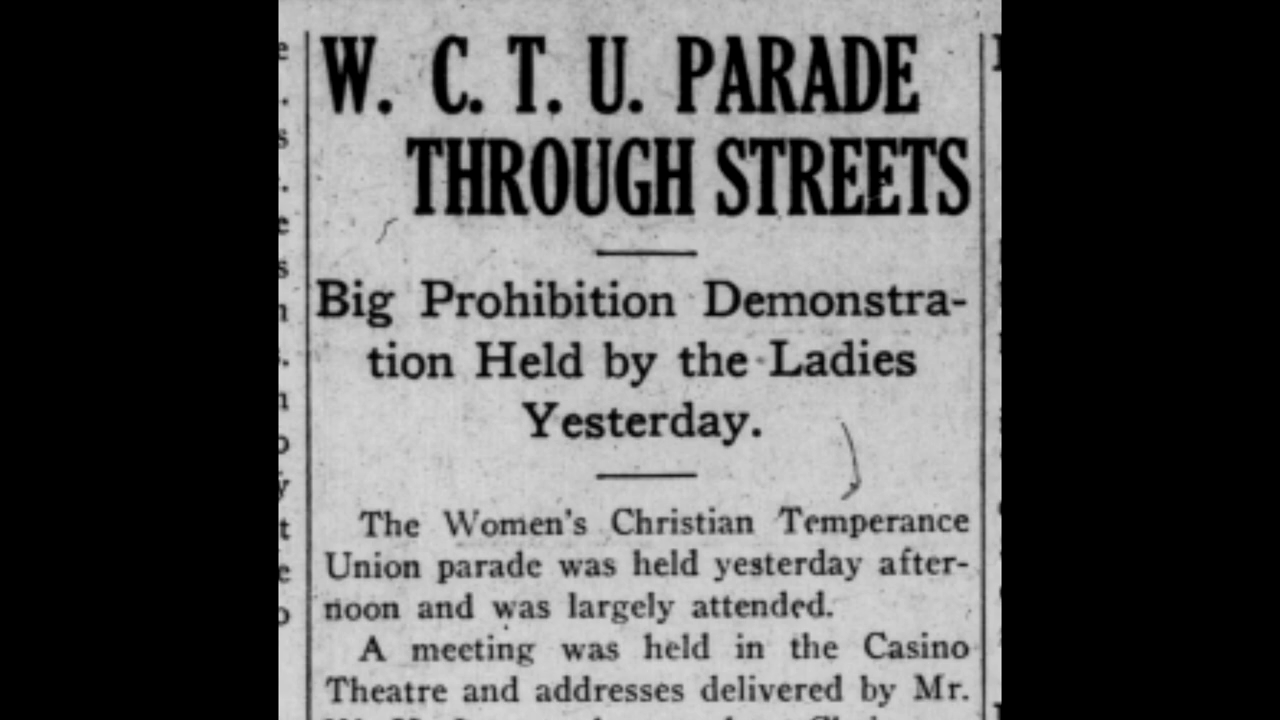 W. C. T. U. PARADE
THROUGH STREETS
Big Prohibition Demonstra-
tion Held by the Ladies
Yesterday.
The Women's Christian Temperance
Union parade was held yesterday after-
noon and was largely attended.
A meeting was held in the Casino
Theatre and addresses delivered by Mr.